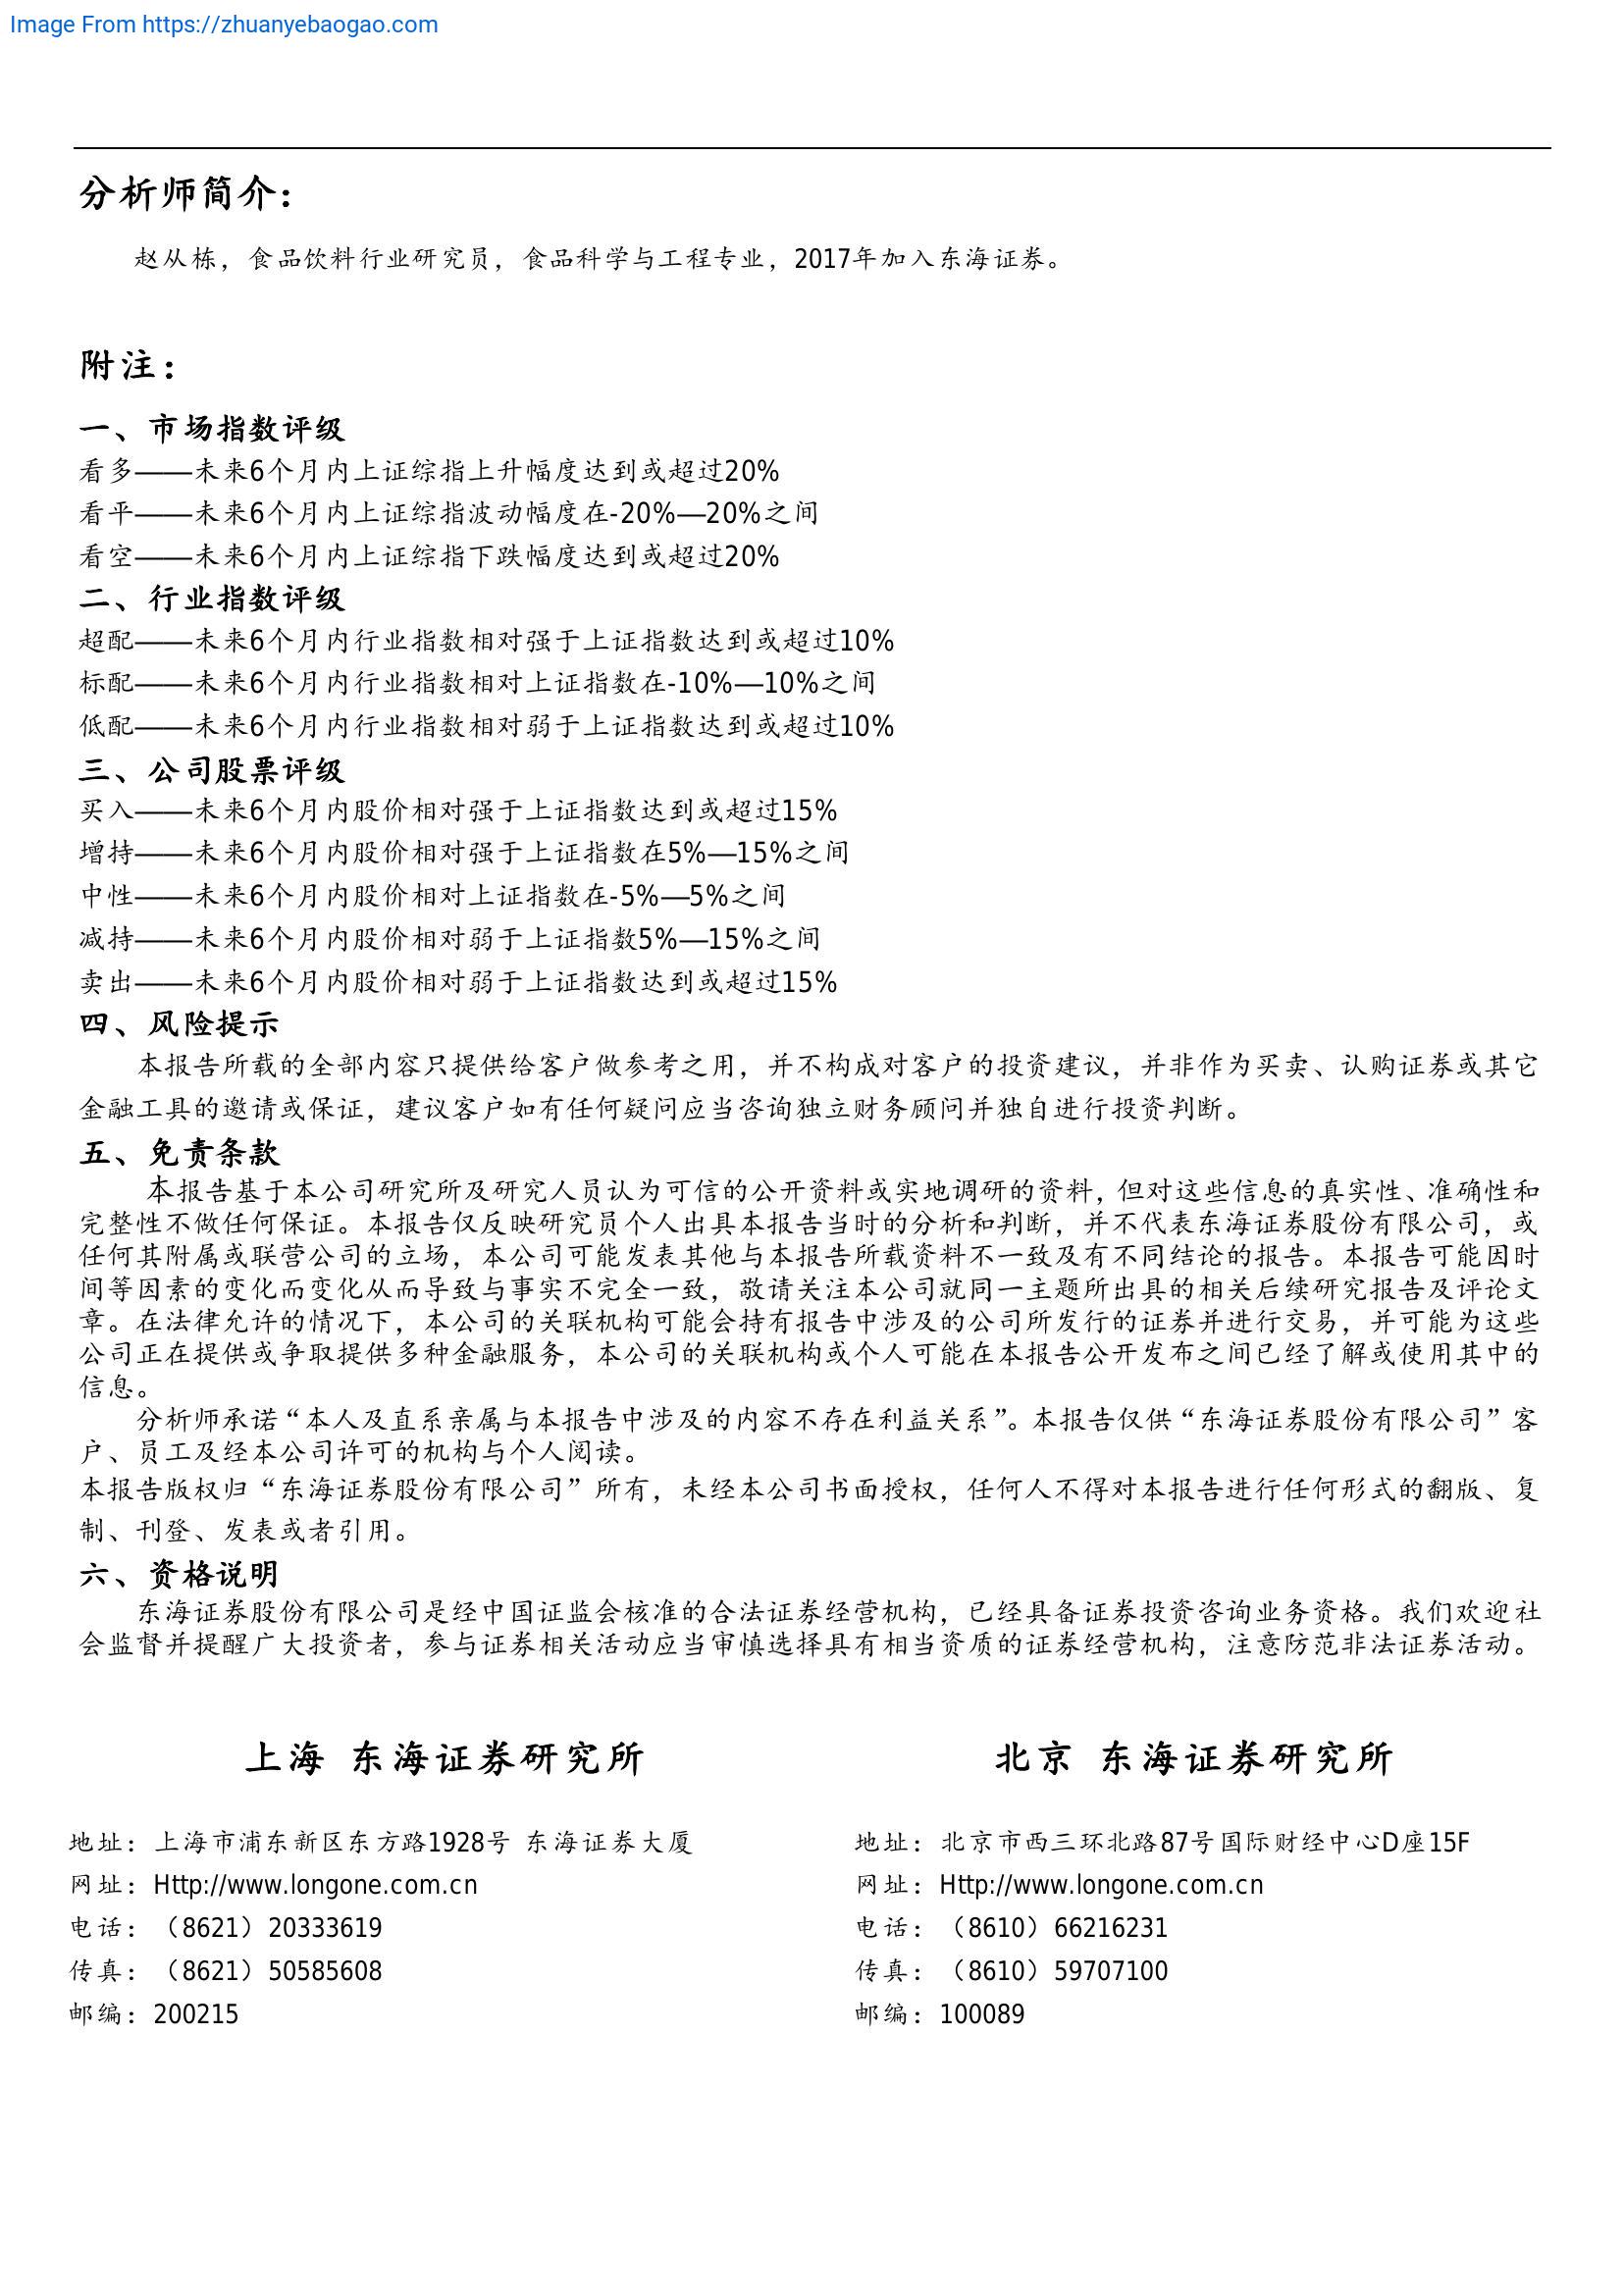 Image From https://zhuanyebaogao.com
分析师简介：
赵从栋，食品饮料行业研究员，食品科学与工程专业，2017年加入东海证券。
附注：
一、市场指数评级
看多——未来6个月内上证综指上升幅度达到或超过20%
看平——未来6个月内上证综指波动幅度在-20%—20%之间
看空——未来6个月内上证综指下跌幅度达到或超过20%
二、行业指数评级
超配——未来6个月内行业指数相对强于上证指数达到或超过10%
标配——未来6个月内行业指数相对上证指数在-10%—10%之间
低配——未来6个月内行业指数相对弱于上证指数达到或超过10%
三、公司股票评级
买入——未来6个月内股价相对强于上证指数达到或超过15%
增持——未来6个月内股价相对强于上证指数在5%—15%之间
中性——未来6个月内股价相对上证指数在-5%—5%之间
减持——未来6个月内股价相对弱于上证指数5%—15%之间
卖出——未来6个月内股价相对弱于上证指数达到或超过15%
四、风险提示
本报告所载的全部内容只提供给客户做参考之用，并不构成对客户的投资建议，并非作为买卖、认购证券或其它
金融工具的邀请或保证，建议客户如有任何疑问应当咨询独立财务顾问并独自进行投资判断。
五、免责条款
本报告基于本公司研究所及研究人员认为可信的公开资料或实地调研的资料，但对这些信息的真实性、准确性和
完整性不做任何保证。本报告仅反映研究员个人出具本报告当时的分析和判断，并不代表东海证券股份有限公司，或
任何其附属或联营公司的立场，本公司可能发表其他与本报告所载资料不一致及有不同结论的报告。本报告可能因时
间等因素的变化而变化从而导致与事实不完全一致，敬请关注本公司就同一主题所出具的相关后续研究报告及评论文
章。在法律允许的情况下，本公司的关联机构可能会持有报告中涉及的公司所发行的证券并进行交易，并可能为这些
公司正在提供或争取提供多种金融服务，本公司的关联机构或个人可能在本报告公开发布之间已经了解或使用其中的
信息。
分析师承诺“本人及直系亲属与本报告中涉及的内容不存在利益关系”。本报告仅供“东海证券股份有限公司”客
户、员工及经本公司许可的机构与个人阅读。
本报告版权归“东海证券股份有限公司”所有，未经本公司书面授权，任何人不得对本报告进行任何形式的翻版、复
制、刊登、发表或者引用。
六、资格说明
东海证券股份有限公司是经中国证监会核准的合法证券经营机构，已经具备证券投资咨询业务资格。我们欢迎社
会监督并提醒广大投资者，参与证券相关活动应当审慎选择具有相当资质的证券经营机构，注意防范非法证券活动。
上海 东海证券研究所
地址：上海市浦东新区东方路1928号 东海证券大厦
网址：Http://www.longone.com.cn
电话：（8621）20333619
传真：（8621）50585608
邮编：200215
北京 东海证券研究所
地址：北京市西三环北路87号国际财经中心D座15F
网址：Http://www.longone.com.cn
电话：（8610）66216231
传真：（8610）59707100
邮编：100089